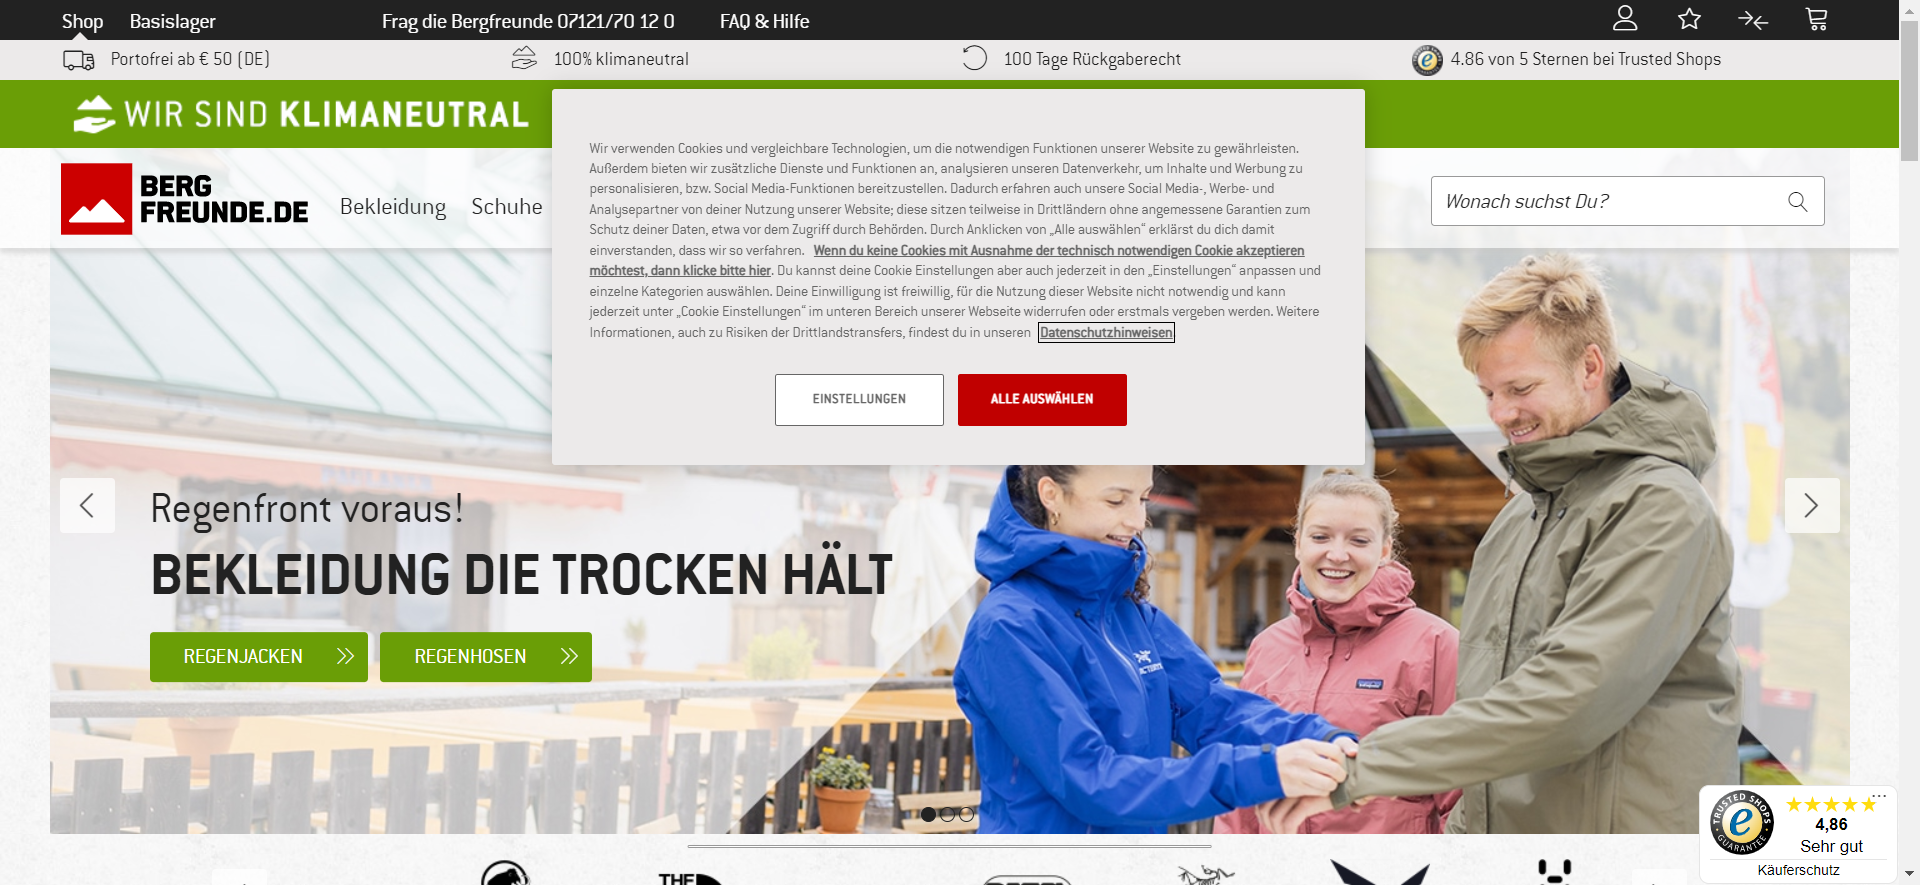 Shop Basislager Frag die Bergfreunde 07121/70 12 0 FAQ & Hilfe
Portofrei ab € 50 (DE) 100% klimaneutral 100 Tage Rückgaberecht 4.86 von 5 Sternen bei Trusted Shops
WIR SIND KLIMANEUTRAL
BERG
FREUNDE.DE
Bekleidung Schuhe
Wonach suchst Du?
Wir verwenden Cookies und vergleichbare Technologien, um die notwendigen Funktionen unserer Website zu gewährleisten.
Außerdem bieten wir zusätzliche Dienste und Funktionen an, analysieren unseren Datenverkehr, um Inhalte und Werbung zu
personalisieren, bzw. Social Media-Funktionen bereitzustellen. Dadurch erfahren auch unsere Social Media-, Werbe- und
Analysepartner von deiner Nutzung unserer Website; diese sitzen teilweise in Drittländern ohne angemessene Garantien zum
Schutz deiner Daten, etwa vor dem Zugriff durch Behörden. Durch Anklicken von „Alle auswählen“ erklärst du dich damit
einverstanden, dass wir so verfahren. Wenn du keine Cookies mit Ausnahme der technisch notwendigen Cookie akzeptieren
möchtest, dann klicke bitte hier. Du kannst deine Cookie Einstellungen aber auch jederzeit in den „Einstellungen“ anpassen und
einzelne Kategorien auswählen. Deine Einwilligung ist freiwillig, für die Nutzung dieser Website nicht notwendig und kann
jederzeit unter „Cookie Einstellungen“ im unteren Bereich unserer Webseite widerrufen oder erstmals vergeben werden. Weitere
Informationen, auch zu Risiken der Drittlandstransfers, findest du in unseren Datenschutzhinweisen
EINSTELLUNGEN ALLE AUSWÄHLEN
Regenfront voraus!
BEKLEIDUNG DIE TROCKEN HÄLT
REGENJACKEN REGENHOSEN
patagonia
TRUSTED SHOPS
GUARANTEE
4,86
Sehr gut
Käuferschutz
THE